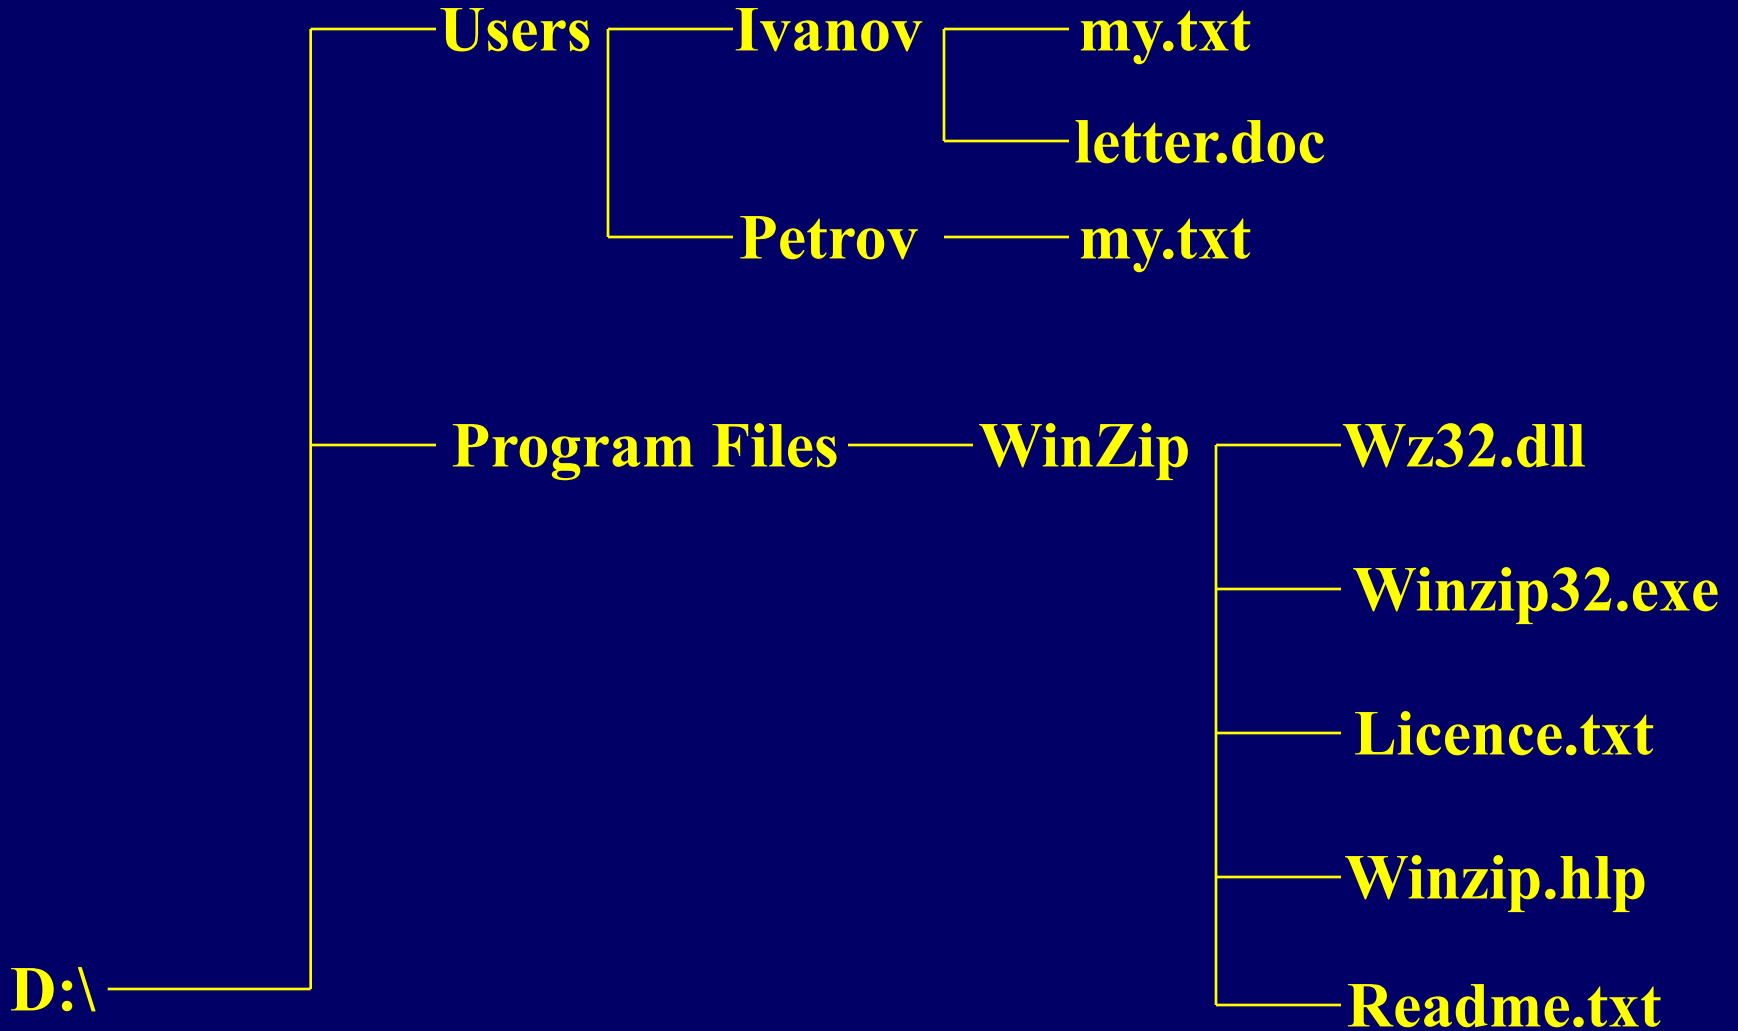 Users Ivanov my.txt
letter.doc
Petrov my.txt
Program Files WinZip Wz32.dll
Winzip32.exe
Licence.txt
Winzip.hlp
D:\
Readme.txt